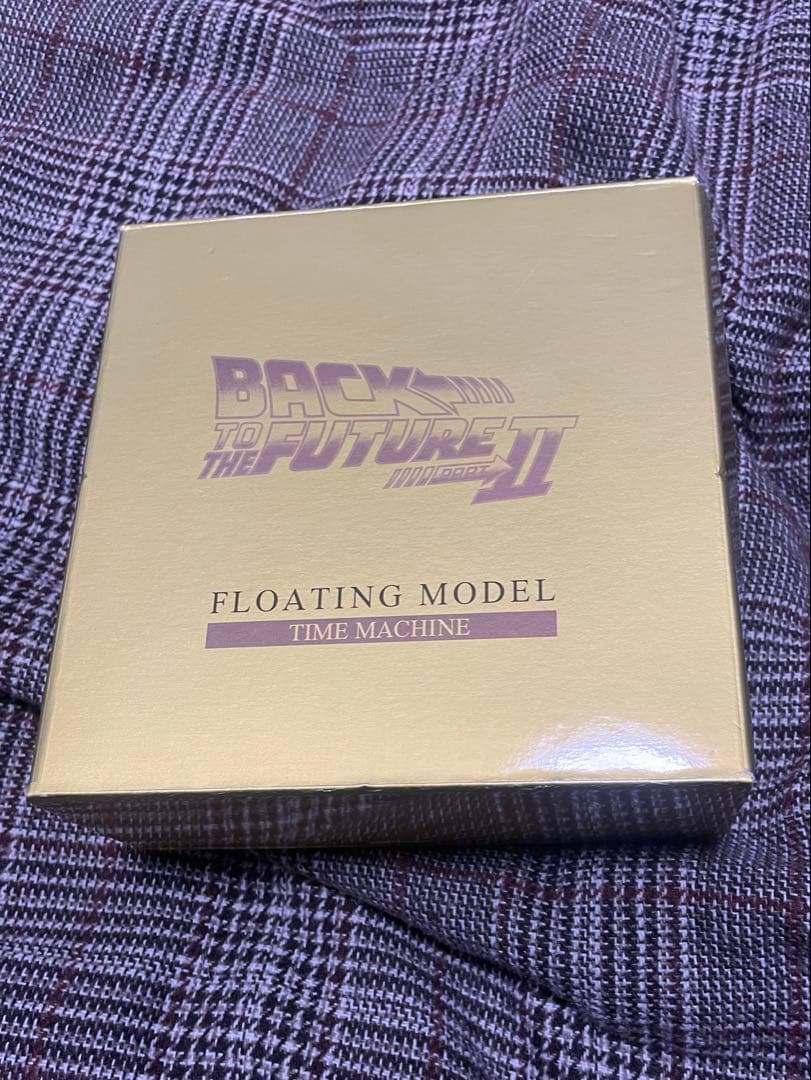 BACK
TO
THE FUTURE II
PART
FLOATING MODEL
TIME MACHINE